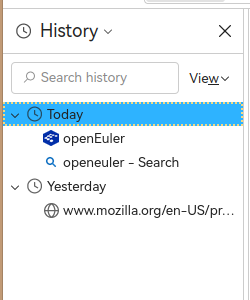 History
Search history
View
Today
openEuler
openeuler - Search
Yesterday
www.mozilla.org/en-US/pr...